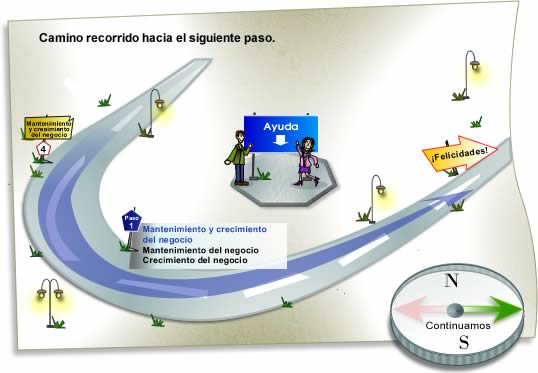 Camino recorrido hacia el siguiente paso.
Mantenimiento
y crecimiento
del negocio
4
Ayuda
¡Felicidades!
Paso
1
Mantenimiento y crecimiento
del negocio
Mantenimiento del negocio
Crecimiento del negocio
N
Continuamos
S